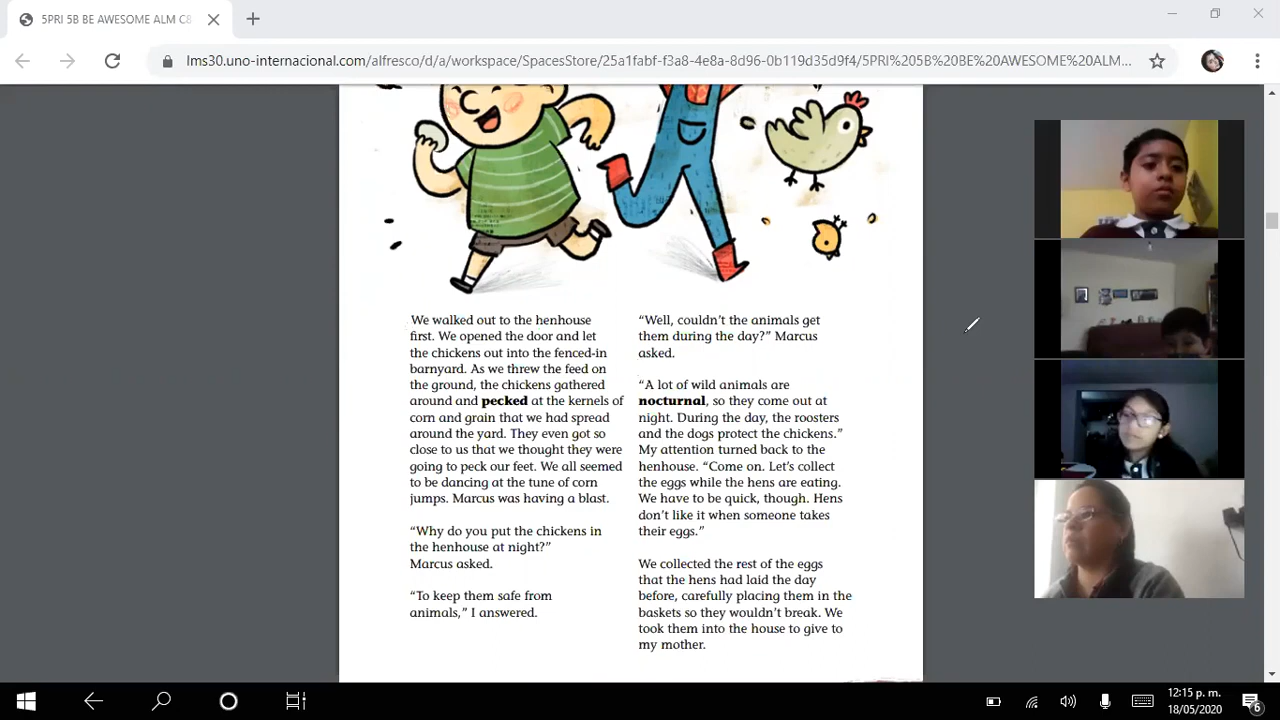 5PRI 5B BE AWESOME ALM C8
lms30.uno-internacional.com/alfresco/d/a/workspace/SpacesStore/25a1fabf-f3a8-4e8a-8d96-0b119d35d9f4/5PRI%205B%20BE%20AWESOME%20ALM...
We walked out to the henhouse
first. We opened the door and let
the chickens out into the fenced-in
barnyard. As we threw the feed on
the ground, the chickens gathered
around and pecked at the kernels of
corn and grain that we had spread
around the yard. They even got so
close to us that we thought they were
going to peck our feet. We all seemed
to be dancing at the tune of corn
jumps. Marcus was having a blast.
“Why do you put the chickens in
the henhouse at night?”
Marcus asked.
“To keep them safe from
animals,” I answered.
“Well, couldn’t the animals get
them during the day?” Marcus
asked.
“A lot of wild animals are
nocturnal, so they come out at
night. During the day, the roosters
and the dogs protect the chickens.”
My attention turned back to the
henhouse. “Come on. Let’s collect
the eggs while the hens are eating.
We have to be quick, though. Hens
don’t like it when someone takes
their eggs.”
We collected the rest of the eggs
that the hens had laid the day
before, carefully placing them in the
baskets so they wouldn’t break. We
took them into the house to give to
my mother.
12:15 p. m.
18/05/2020
6